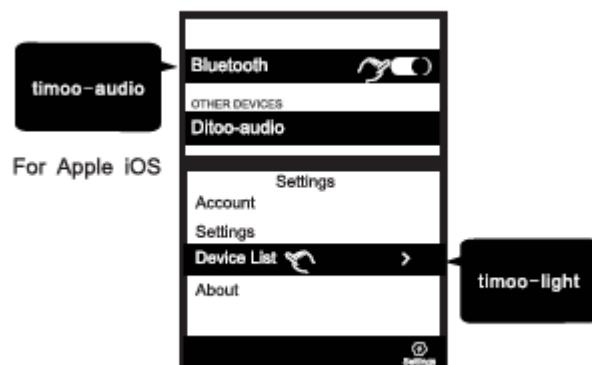 Bluetooth
timoo-audio
OTHER DEVICES
Ditoo-audio
For Apple iOS
Settings
Account
Settings
Device List >
timoo-light
About
Settings